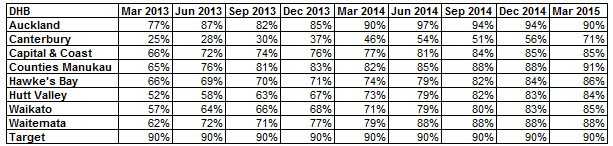 DHB Mar 2013 Jun 2013 Sep 2013 Dec 2013 Mar 2014 Jun 2014 Sep 2014 Dec 2014 Mar 2015
Auckland 77% 87% 82% 85% 90% 97% 94% 94% 90%
Canterbury 25% 28% 30% 37% 46% 54% 51% 56% 71%
Capital & Coast 66% 72% 74% 76% 77% 81% 84% 85% 85%
Counties Manukau 65% 76% 81% 83% 82% 85% 88% 88% 91%
Hawke's Bay 66% 69% 70% 71% 74% 79% 82% 84% 86%
Hutt Valley 52% 58% 63% 67% 73% 79% 82% 83% 84%
Waikato 57% 64% 66% 68% 71% 79% 80% 83% 85%
Waitemata 62% 72% 71% 77% 79% 88% 88% 88% 88%
Target 90% 90% 90% 90% 90% 90% 90% 90% 90%